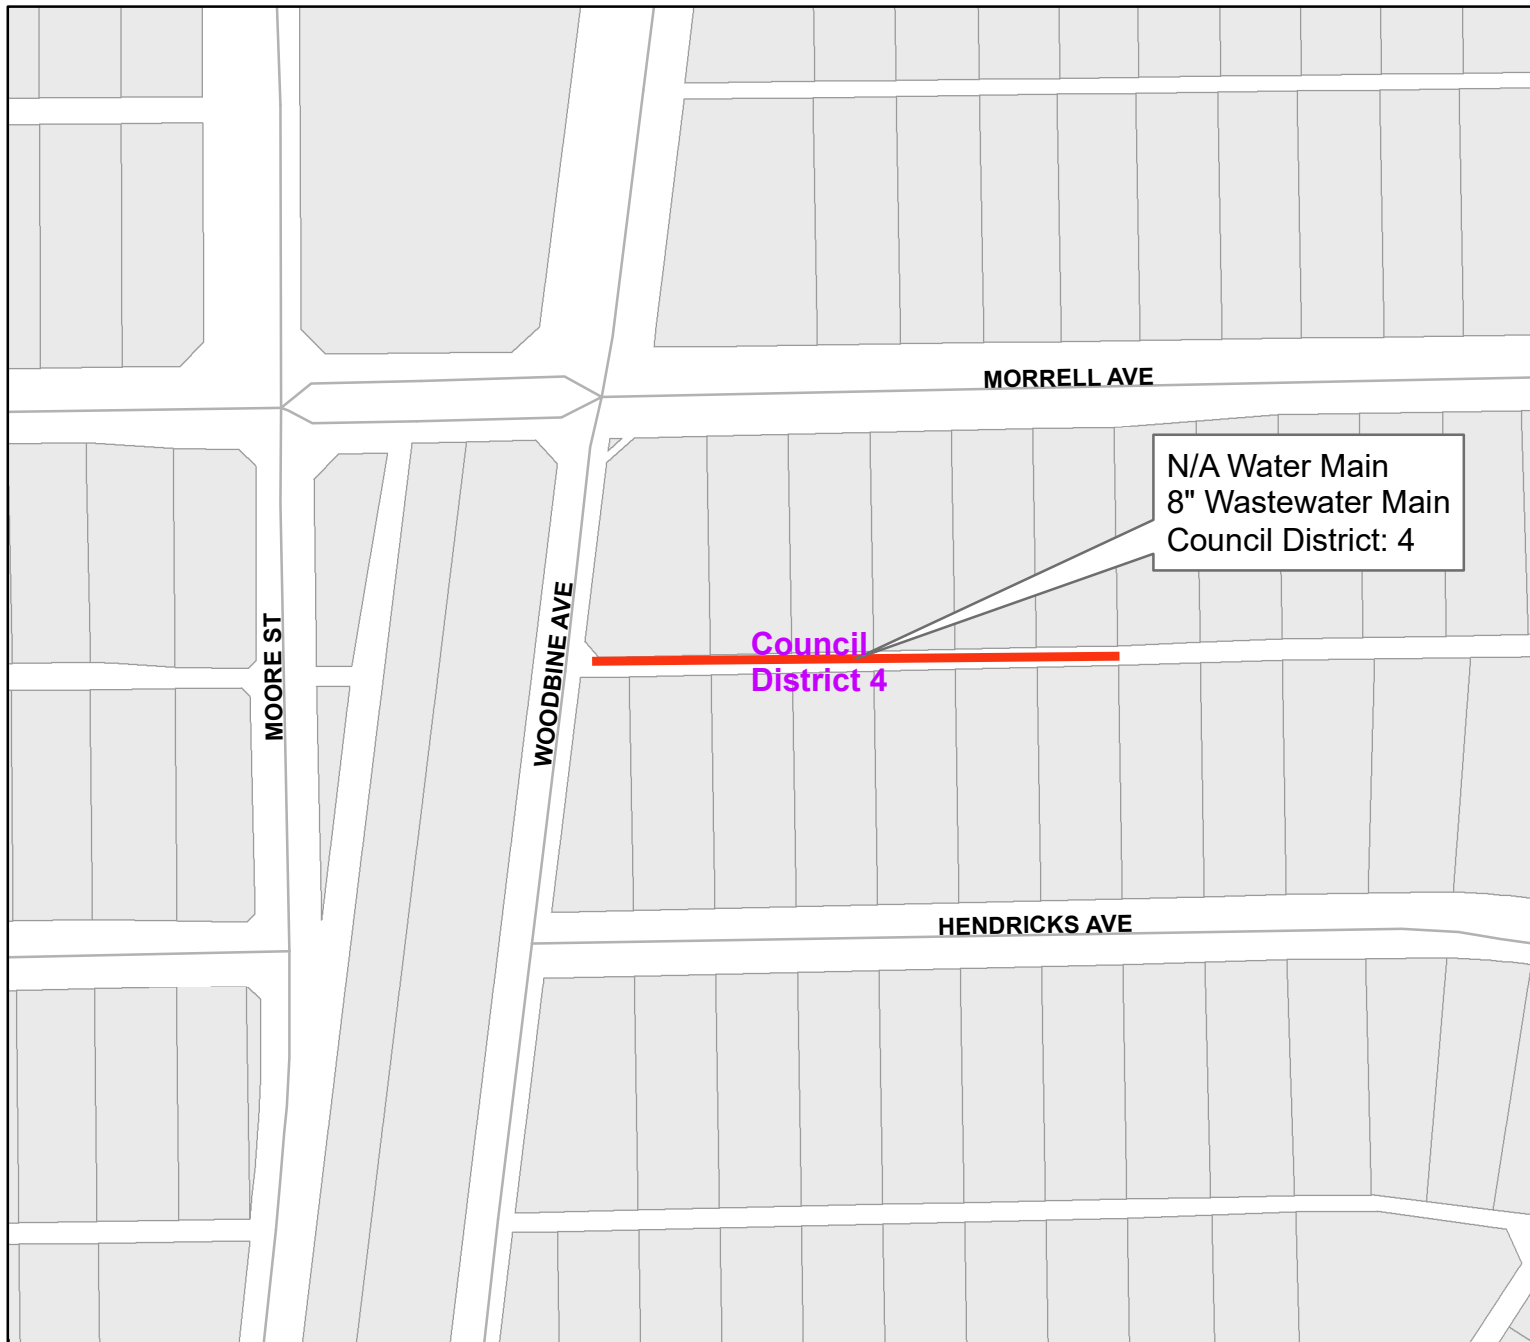 MORRELL AVE
N/A Water Main
8" Wastewater Main
Council District: 4
MOORE ST
WOODBINE AVE
Council
District 4
HENDRICKS AVE